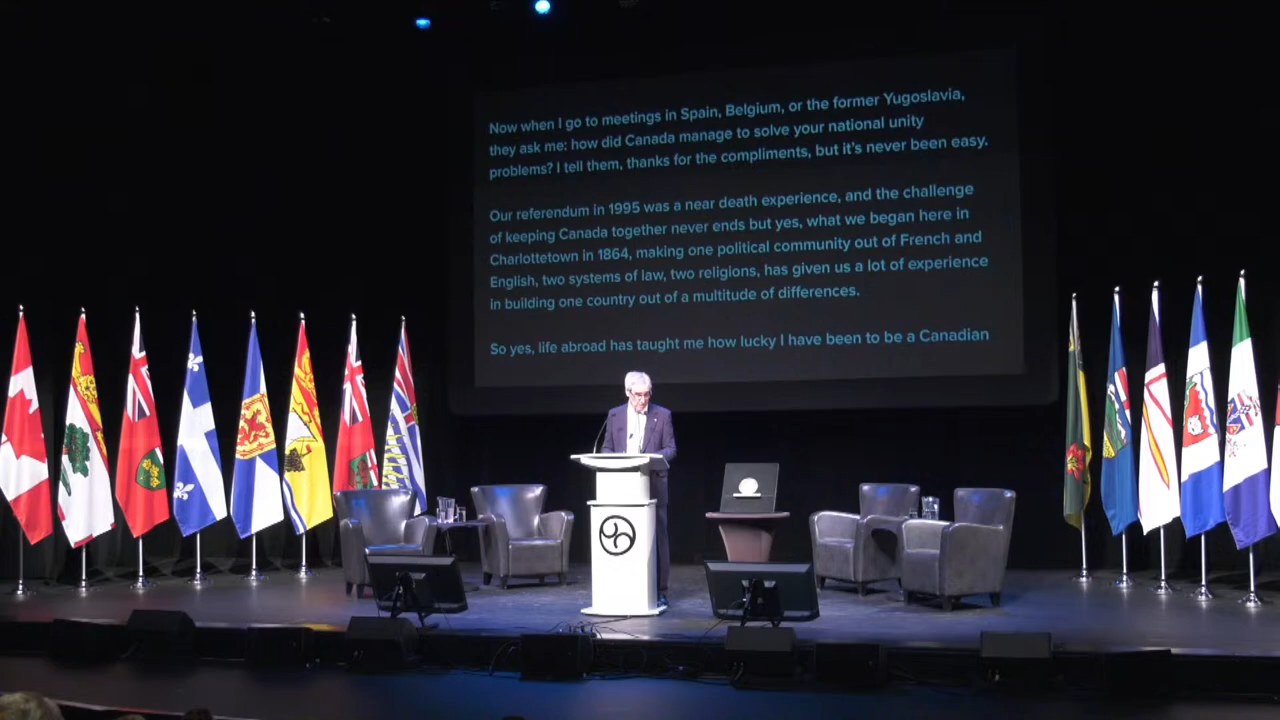 Now when I go to meetings in Spain, Belgium, or the former Yugoslavia,
they ask me: how did Canada manage to solve your national unity
problems? I tell them, thanks for the compliments, but it's never been easy.
Our referendum in 1995 was a near death experience, and the challenge
of keeping Canada together never ends but yes, what we began here in
Charlottetown in 1864, making one political community out of French and
English, two systems of law, two religions, has given us a lot of experience
in building one country out of a multitude of differences.
So yes, life abroad has taught me how lucky I have been to be a Canadian